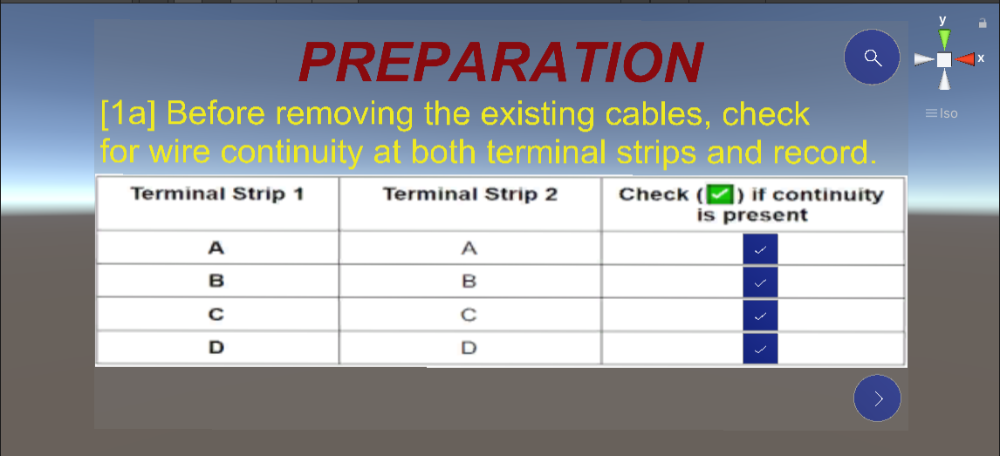 PREPARATION
[1a] Before removing the existing cables, check
for wire continuity at both terminal strips and record.
Terminal Strip 1 Terminal Strip 2 Check (✅) if continuity
is present
A A ✓
B B ✓
C C ✓
D D ✓
y
x
Iso